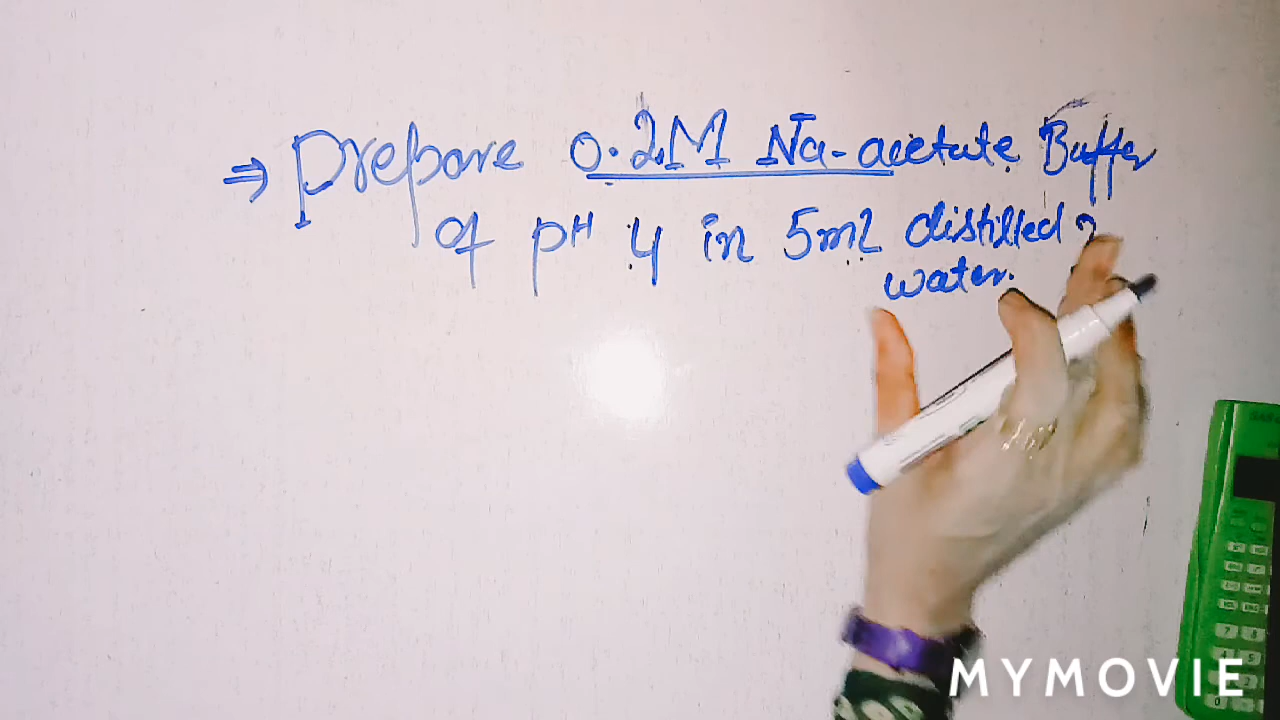 ⇒ Prepare 0.2M Na-acetate Buffer
of pH 4 in 5ml distilled ?
water.
MYMOVIE